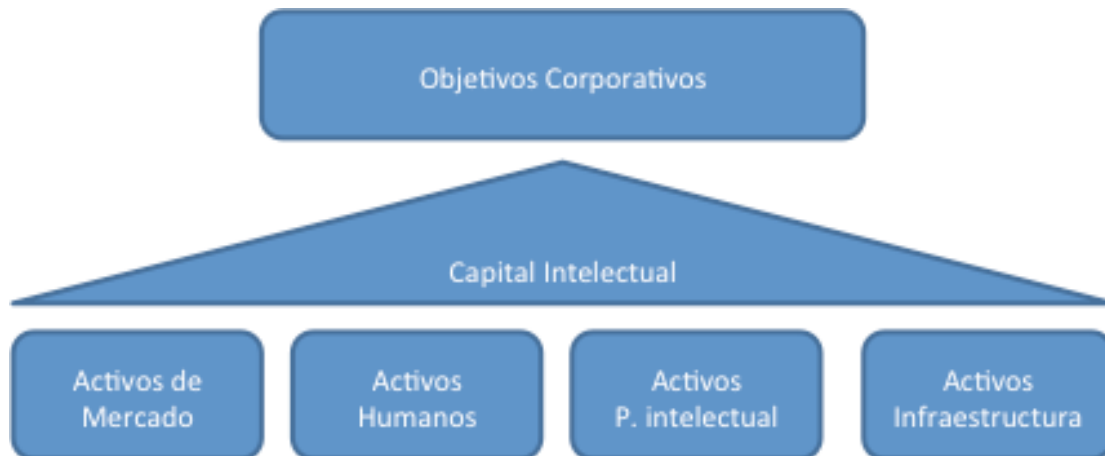 Objetivos Corporativos
Capital Intelectual
Activos de
Mercado
Activos
Humanos
Activos
P. intelectual
Activos
Infraestructura